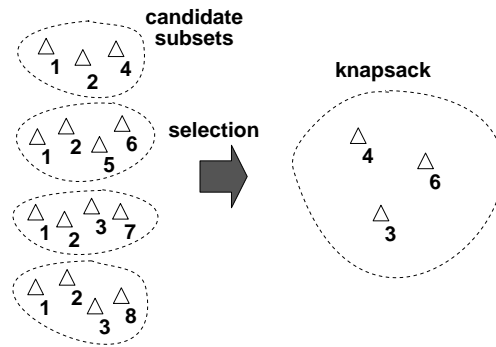 candidate
subsets
1 2 4
1 2 5 6
1 2 3 7
1 2 3 8
selection
knapsack
4
6
3